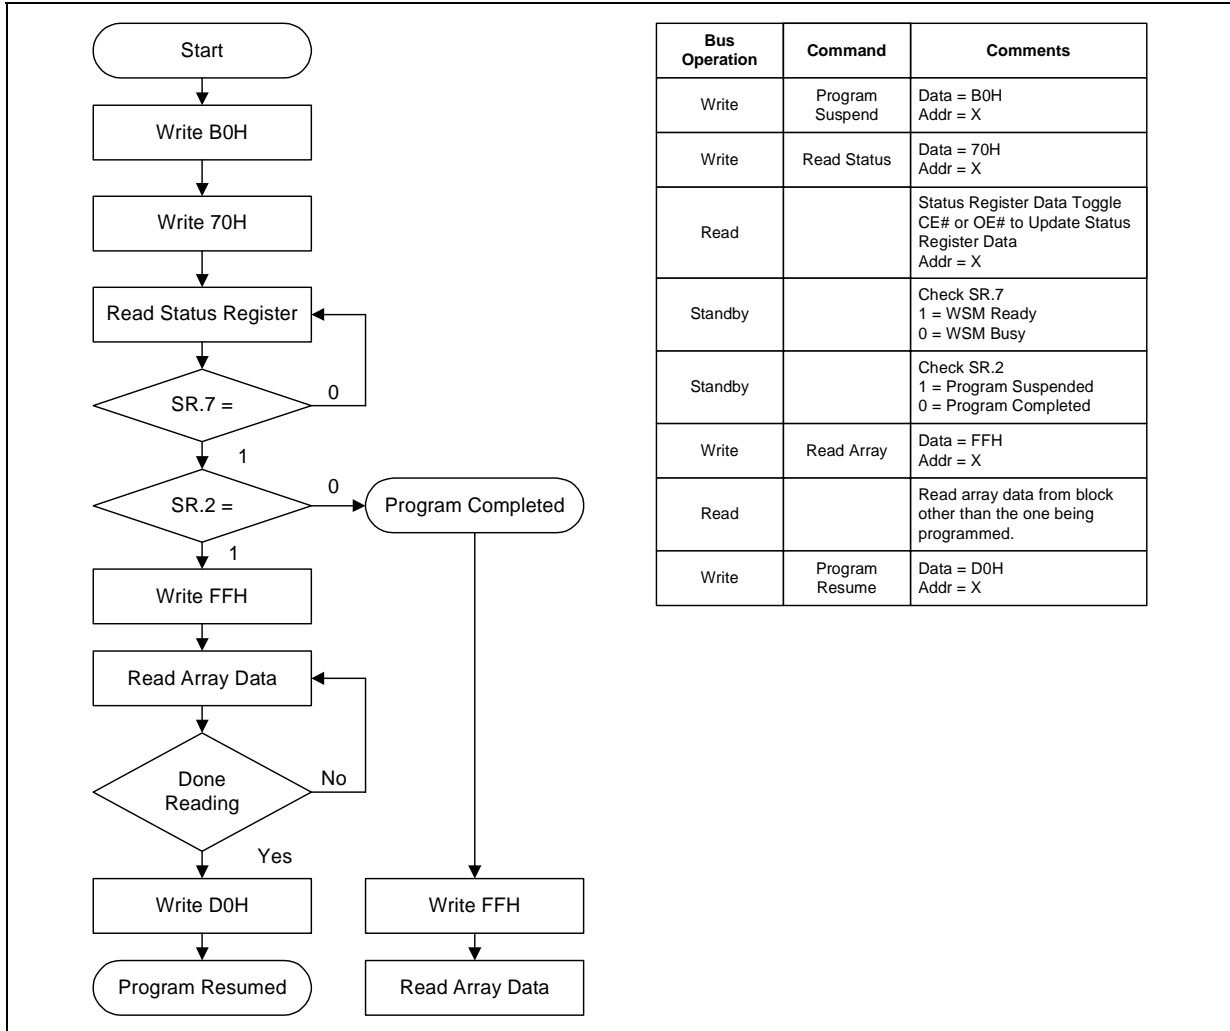 Start
Write B0H
Write 70H
Read Status Register
SR.7 =
0
1
SR.2 =
0
Program Completed
1
Write FFH
Read Array Data
Done
Reading
No
Yes
Write D0H
Write FFH
Program Resumed
Read Array Data
Bus
Operation
Command
Comments
Write
Program
Suspend
Data = B0H
Addr = X
Write
Read Status
Data = 70H
Addr = X
Read
Status Register Data Toggle
CE# or OE# to Update Status
Register Data
Addr = X
Standby
Check SR.7
1 = WSM Ready
0 = WSM Busy
Standby
Check SR.2
1 = Program Suspended
0 = Program Completed
Write
Read Array
Data = FFH
Addr = X
Read
Read array data from block
other than the one being
programmed.
Write
Program
Resume
Data = D0H
Addr = X